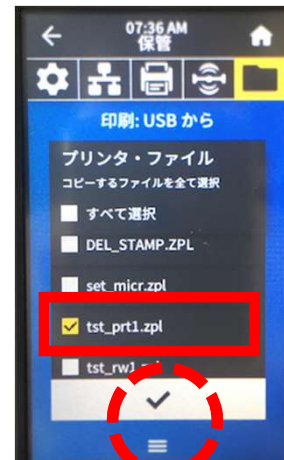 07:36 AM
保管
印刷: USB から
プリンタ・ファイル
コピーするファイルを全て選択
すべて選択
DEL_STAMP.ZPL
set_micr.zpl
tst_prt1.zpl
tst_rw1.zpl